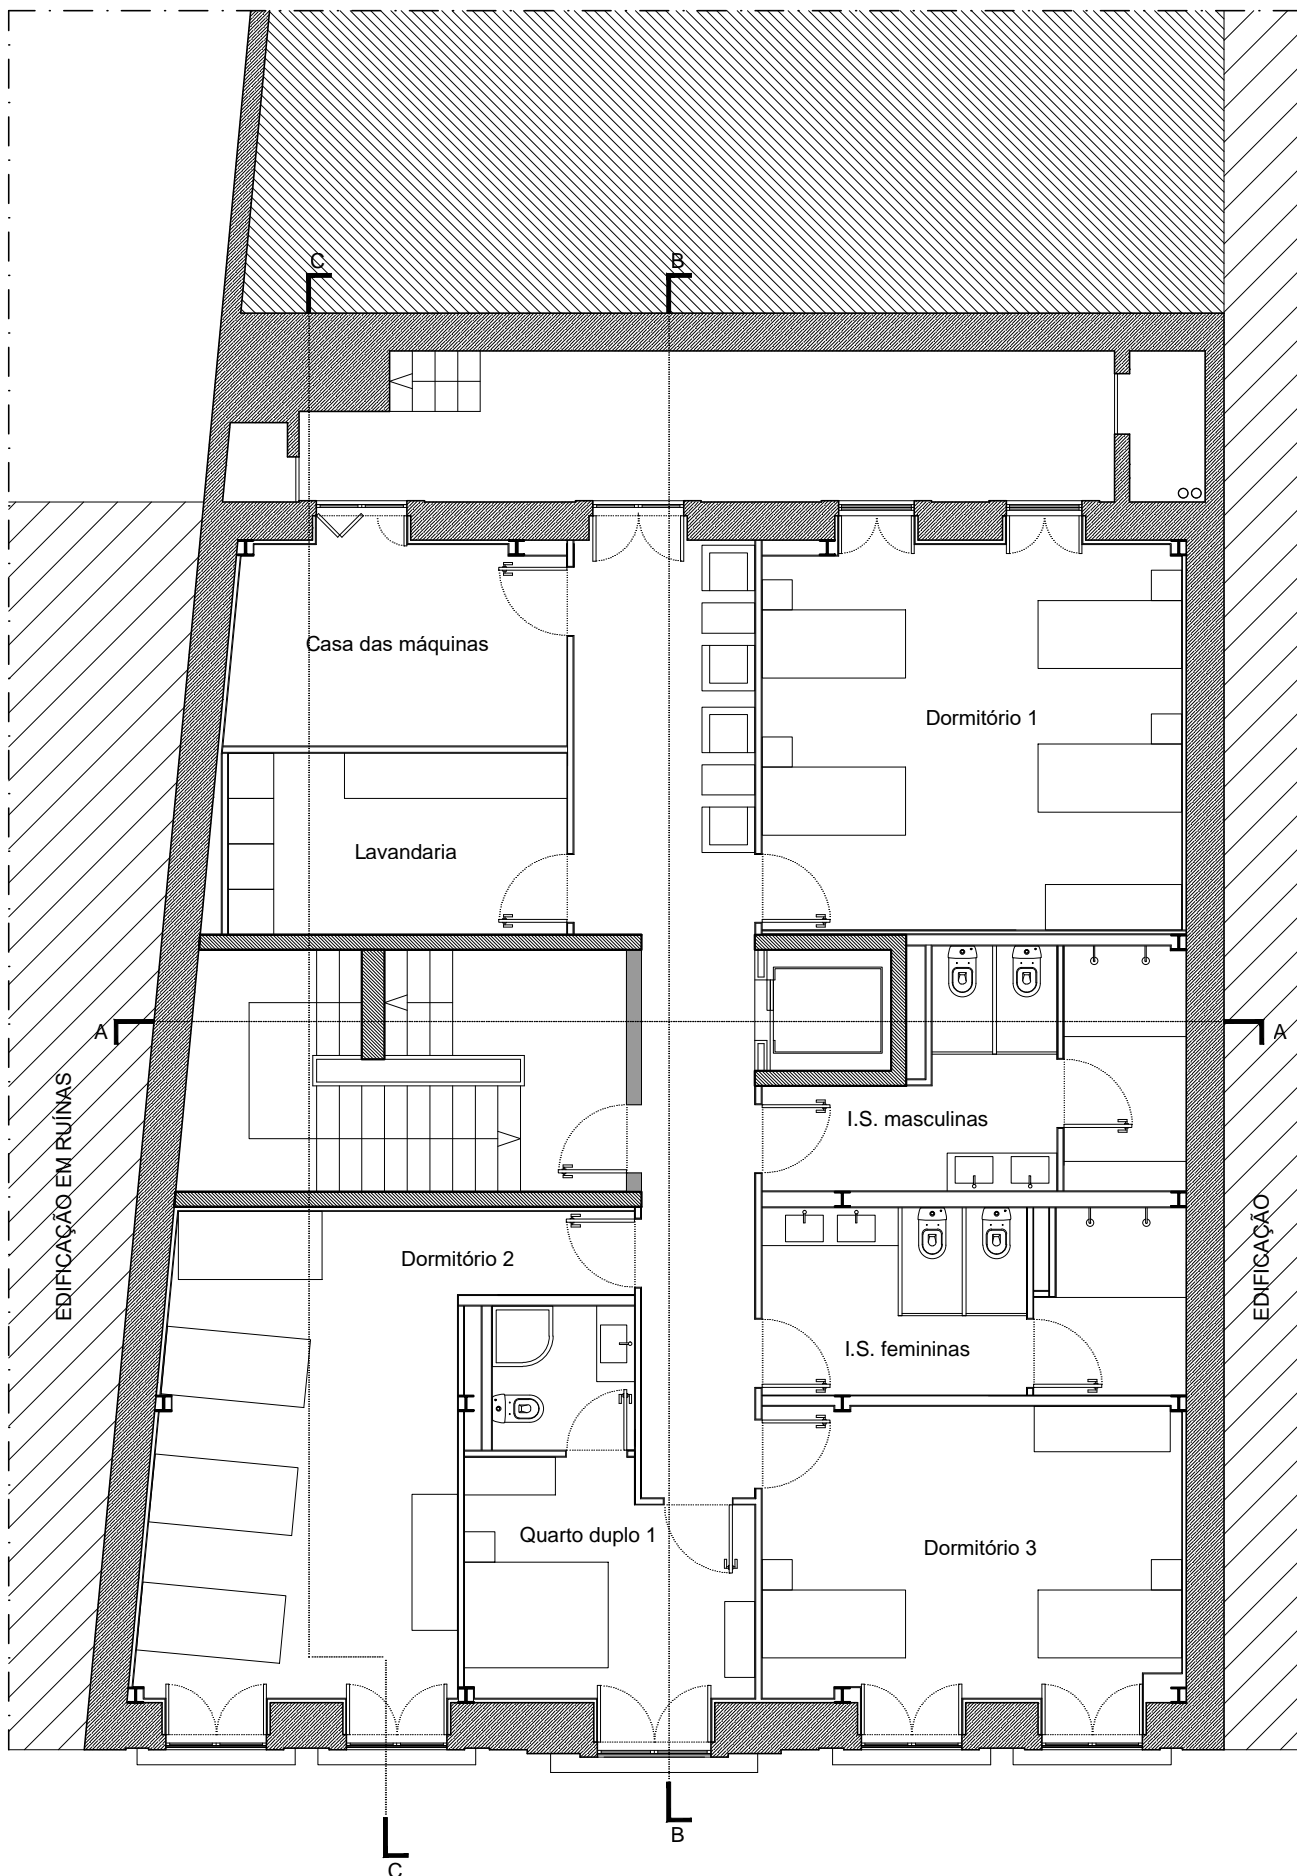 C
B
Casa das máquinas
Dormitório 1
Lavandaria
A
A
I.S. masculinas
EDIFICAÇÃO EM RUÍNAS
EDIFICAÇÃO
Dormitório 2
I.S. femininas
Quarto duplo 1
Dormitório 3
B
C